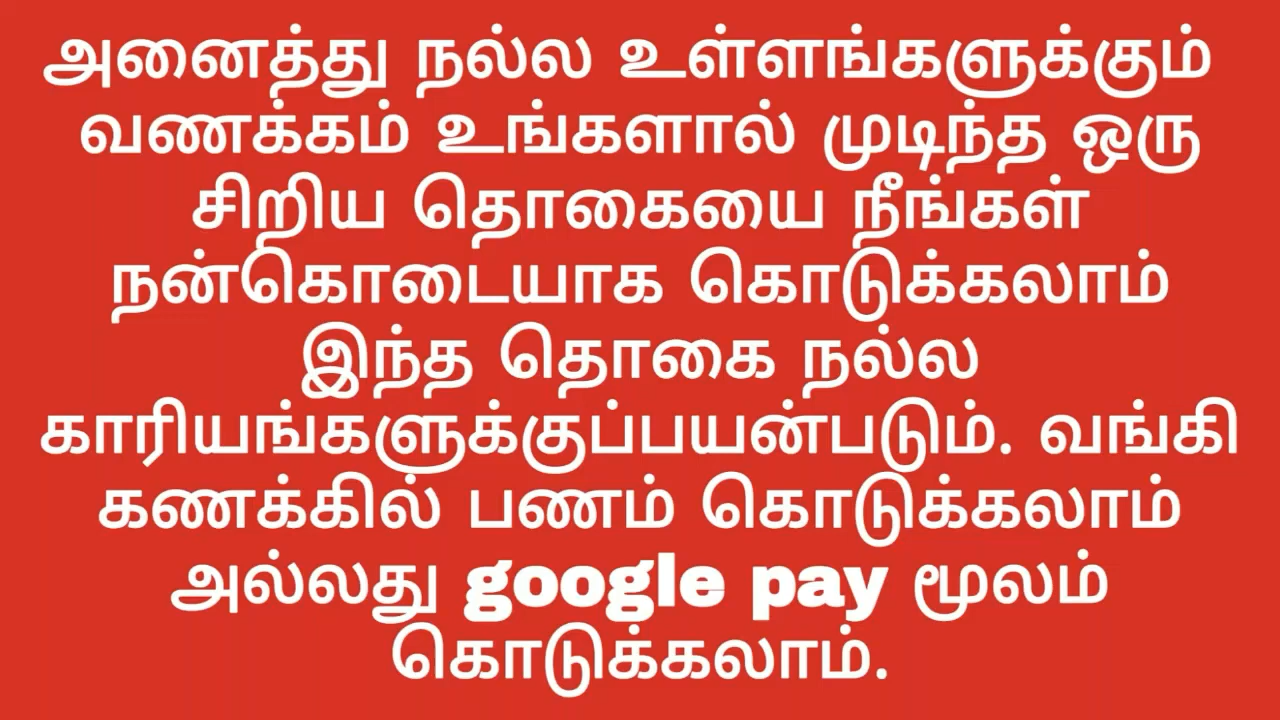 அனைத்து நல்ல உள்ளங்களுக்கும்
வணக்கம் உங்களால் முடிந்த ஒரு
சிறிய தொகையை நீங்கள்
நன்கொடையாக கொடுக்கலாம்
இந்த தொகை நல்ல
காரியங்களுக்குப்பயன்படும். வங்கி
கணக்கில் பணம் கொடுக்கலாம்
அல்லது google pay மூலம்
கொடுக்கலாம்.